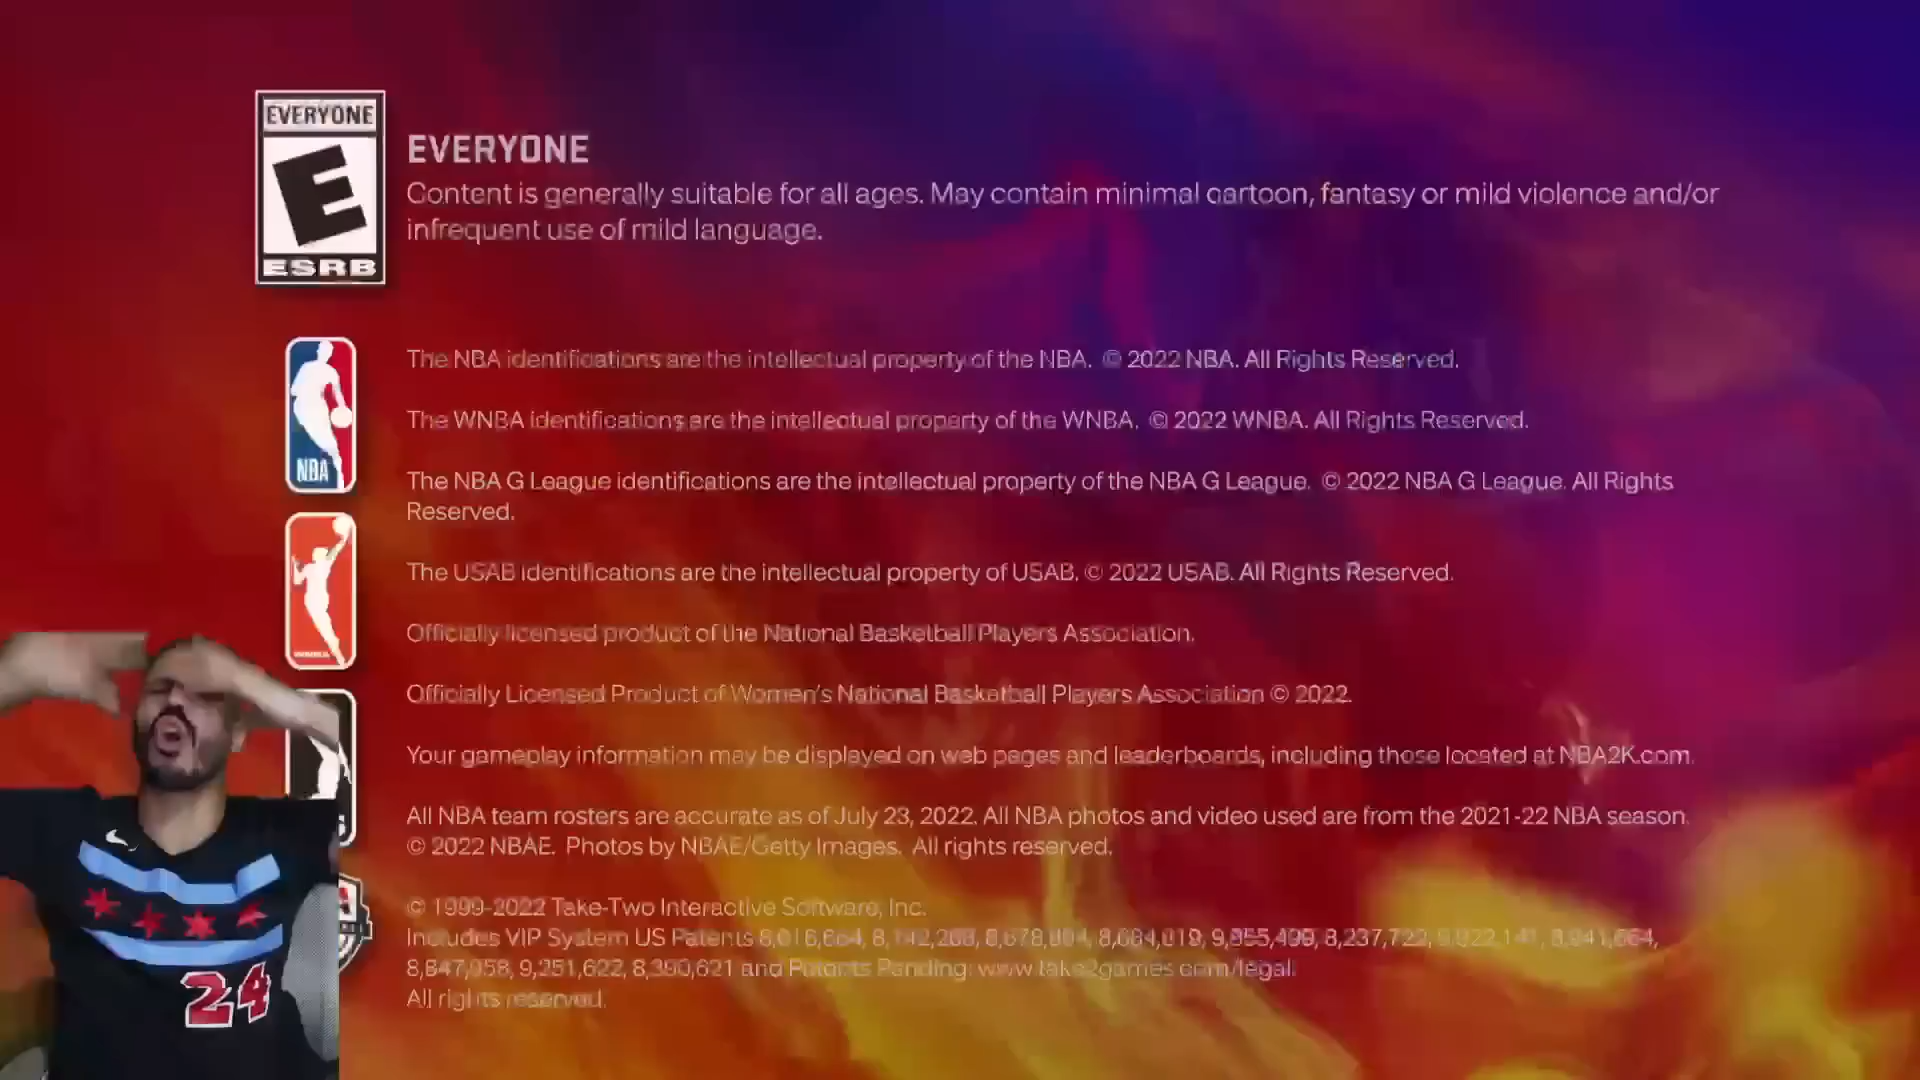 EVERYONE
E
ESRB
EVERYONE
Content is generally suitable for all ages. May contain minimal cartoon, fantasy or mild violence and/or
infrequent use of mild language.
NBA
The NBA identifications are the intellectual property of the NBA. © 2022 NBA. All Rights Reserved.
The WNBA identifications are the intellectual property of the WNBA. © 2022 WNBA. All Rights Reserved.
The NBA G League identifications are the intellectual property of the NBA G League. © 2022 NBA G League. All Rights
Reserved.
WNBA
The USAB identifications are the intellectual property of USAB. © 2022 USAB. All Rights Reserved.
Officially licensed product of the National Basketball Players Association.
Officially Licensed Product of Women's National Basketball Players Association © 2022.
Your gameplay information may be displayed on web pages and leaderboards, including those located at NBA2K.com.
All NBA team rosters are accurate as of July 23, 2022. All NBA photos and video used are from the 2021-22 NBA season.
© 2022 NBAE. Photos by NBAE/Getty Images. All rights reserved.
© 1999-2022 Take-Two Interactive Software, Inc.
Includes VIP System US Patents 8,237,722,
9,251,622, and Patents Pending: www.take2games.com/legal.
All rights reserved.
24